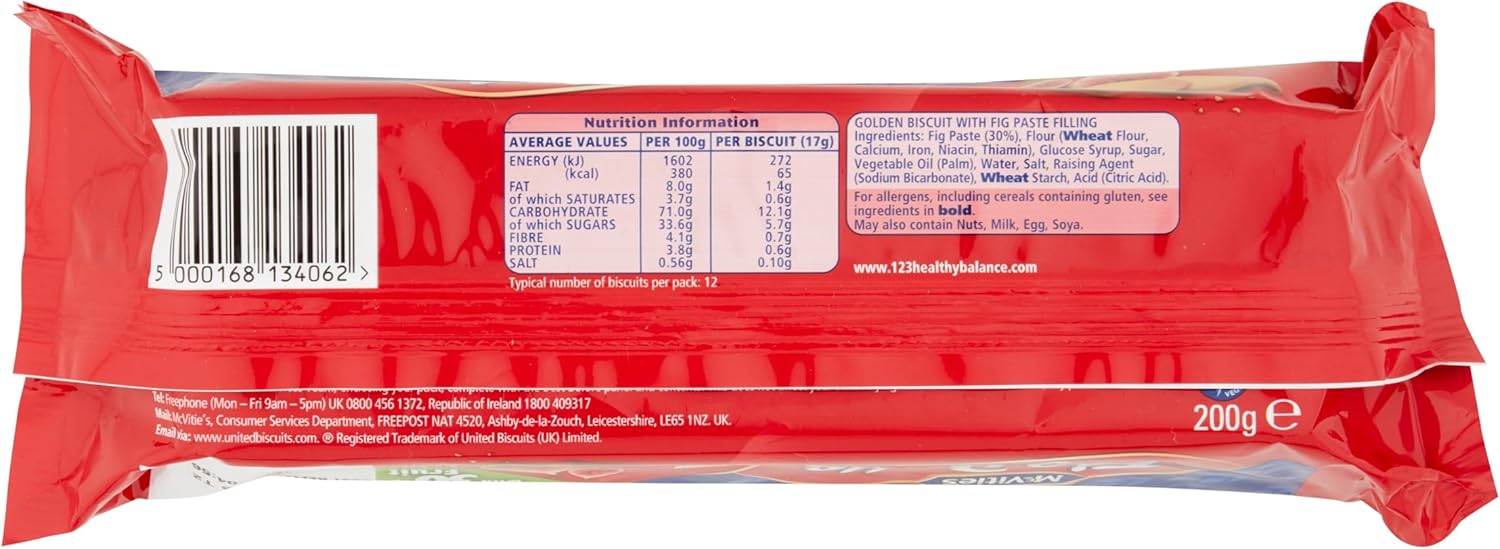 5 000168 134062 >
Nutrition Information
AVERAGE VALUES PER 100g PER BISCUIT (17g)
ENERGY (kJ) 1602 272
(kcal) 380 65
FAT 8.0g 1.4g
of which SATURATES 3.7g 0.6g
CARBOHYDRATE 71.0g 12.1g
of which SUGARS 33.6g 5.7g
FIBRE 4.1g 0.7g
PROTEIN 3.8g 0.6g
SALT 0.56g 0.10g
Typical number of biscuits per pack: 12
GOLDEN BISCUIT WITH FIG PASTE FILLING
Ingredients: Fig Paste (30%), Flour (Wheat Flour,
Calcium, Iron, Niacin, Thiamin), Glucose Syrup, Sugar,
Vegetable Oil (Palm), Water, Salt, Raising Agent
(Sodium Bicarbonate), Wheat Starch, Acid (Citric Acid).
For allergens, including cereals containing gluten, see
ingredients in bold.
May also contain Nuts, Milk, Egg, Soya.
www.123healthybalance.com
Tel: Freephone (Mon – Fri 9am – 5pm) UK 0800 456 1372, Republic of Ireland 1800 409317
Mail: McVitie's, Consumer Services Department, FREEPOST NAT 4520, Ashby-de-la-Zouch, Leicestershire, LE65 1NZ. UK.
Email via: www.unitedbiscuits.com. ® Registered Trademark of United Biscuits (UK) Limited.
200g e
McVitie's
Fruit